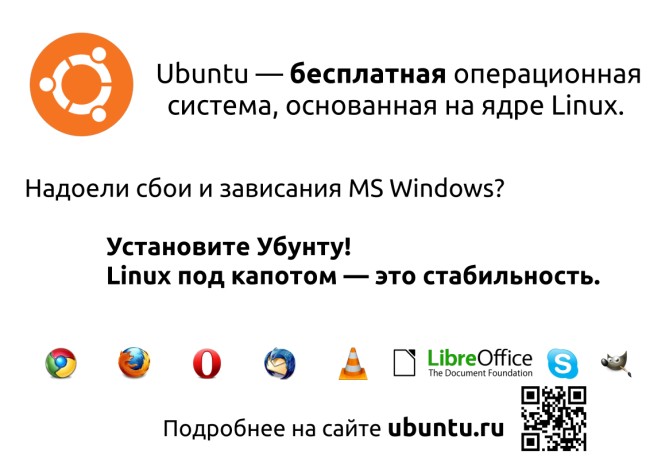 Ubuntu — бесплатная операционная
система, основанная на ядре Linux.
Надоели сбои и зависания MS Windows?
Установите Убунту!
Linux под капотом — это стабильность.
LibreOffice
The Document Foundation
Подробнее на сайте ubuntu.ru